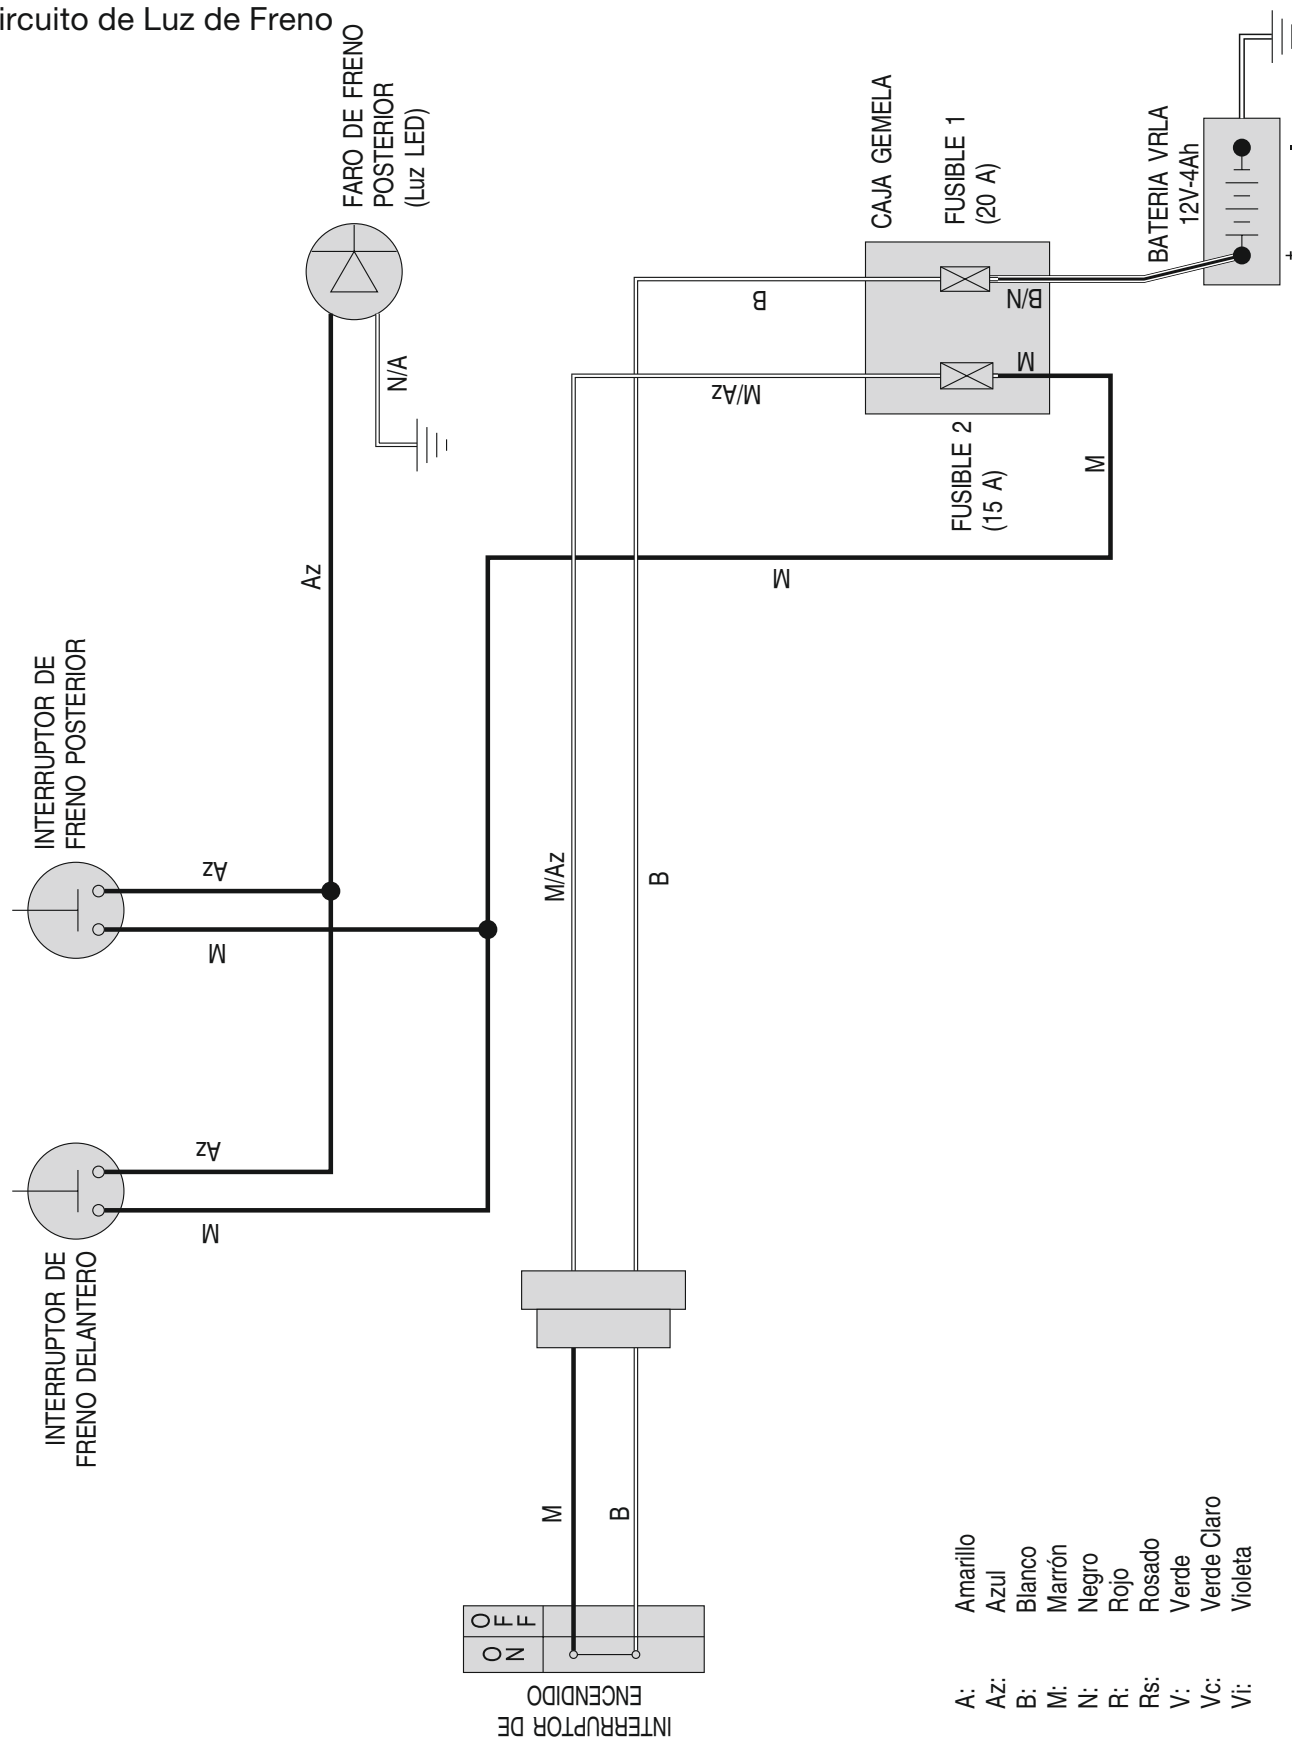 ircuito de Luz de Freno
FARO DE FRENO
POSTERIOR
(Luz LED)
N/A
Az
INTERRUPTOR DE
FRENO POSTERIOR
Az
M
INTERRUPTOR DE
FRENO DELANTERO
Az
M
CAJA GEMELA
FUSIBLE 1
(20 A)
B
B/N
M/Az
M
FUSIBLE 2
(15 A)
M
M
BATERIA VRLA
12V-4Ah
-
+
M/Az
B
M
B
OFF
ON
INTERRUPTOR DE
ENCENDIDO
A: Amarillo
Az: Azul
B: Blanco
M: Marrón
N: Negro
R: Rojo
Rs: Rosado
V: Verde
Vc: Verde Claro
Vi: Violeta